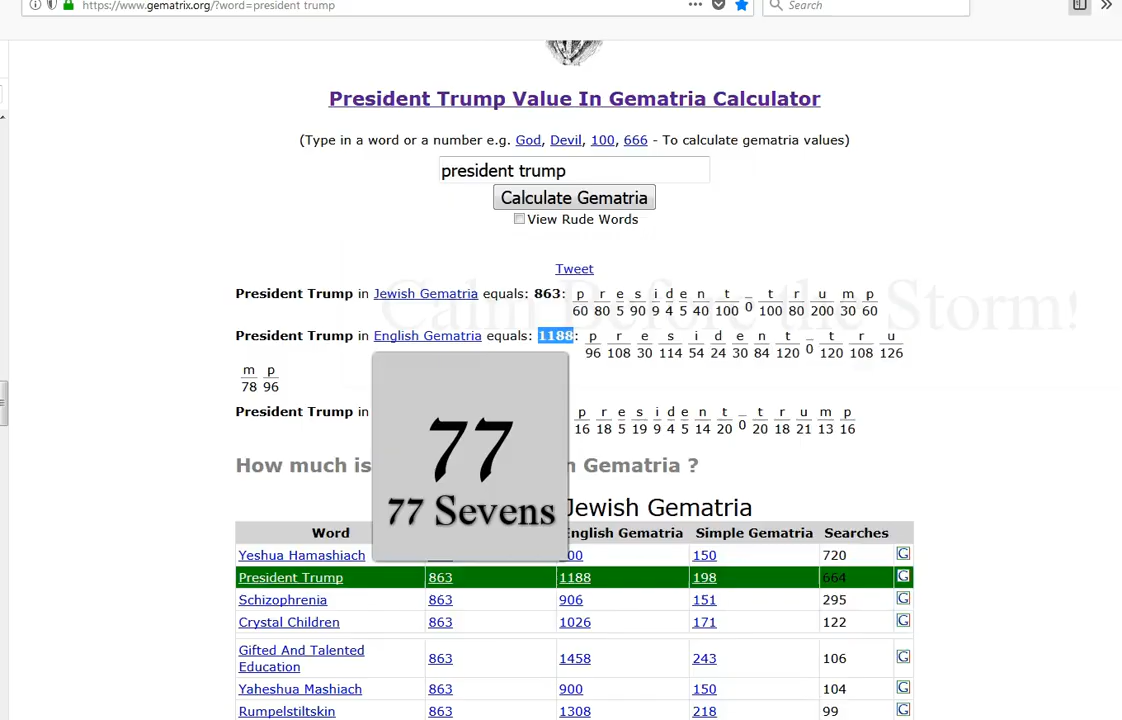 https://www.gematrix.org/?word=president trump
Search
President Trump Value In Gematria Calculator
(Type in a word or a number e.g. God, Devil, 100, 666 - To calculate gematria values)
president trump
Calculate Gematria
View Rude Words
Tweet
Calm Before the Storm!
President Trump in Jewish Gematria equals: 863: p r e s i d e n t _ t r u m p
60 80 5 90 9 4 5 40 100 0 100 80 200 30 60
President Trump in English Gematria equals: 1188: p r e s i d e n t _ t r u
96 108 30 114 54 24 30 84 120 0 120 108 126
m p
78 96
President Trump in
p r e s i d e n t _ t r u m p
16 18 5 19 9 4 5 14 20 0 20 18 21 13 16
77
77 Sevens
How much is
n Gematria ?
Jewish Gematria
Word English Gematria Simple Gematria Searches
Yeshua Hamashiach 00 150 720 G
President Trump 863 1188 198 664 G
Schizophrenia 863 906 151 295 G
Crystal Children 863 1026 171 122 G
Gifted And Talented
Education 863 1458 243 106 G
Yaheshua Mashiach 863 900 150 104 G
Rumpelstiltskin 863 1308 218 99 G